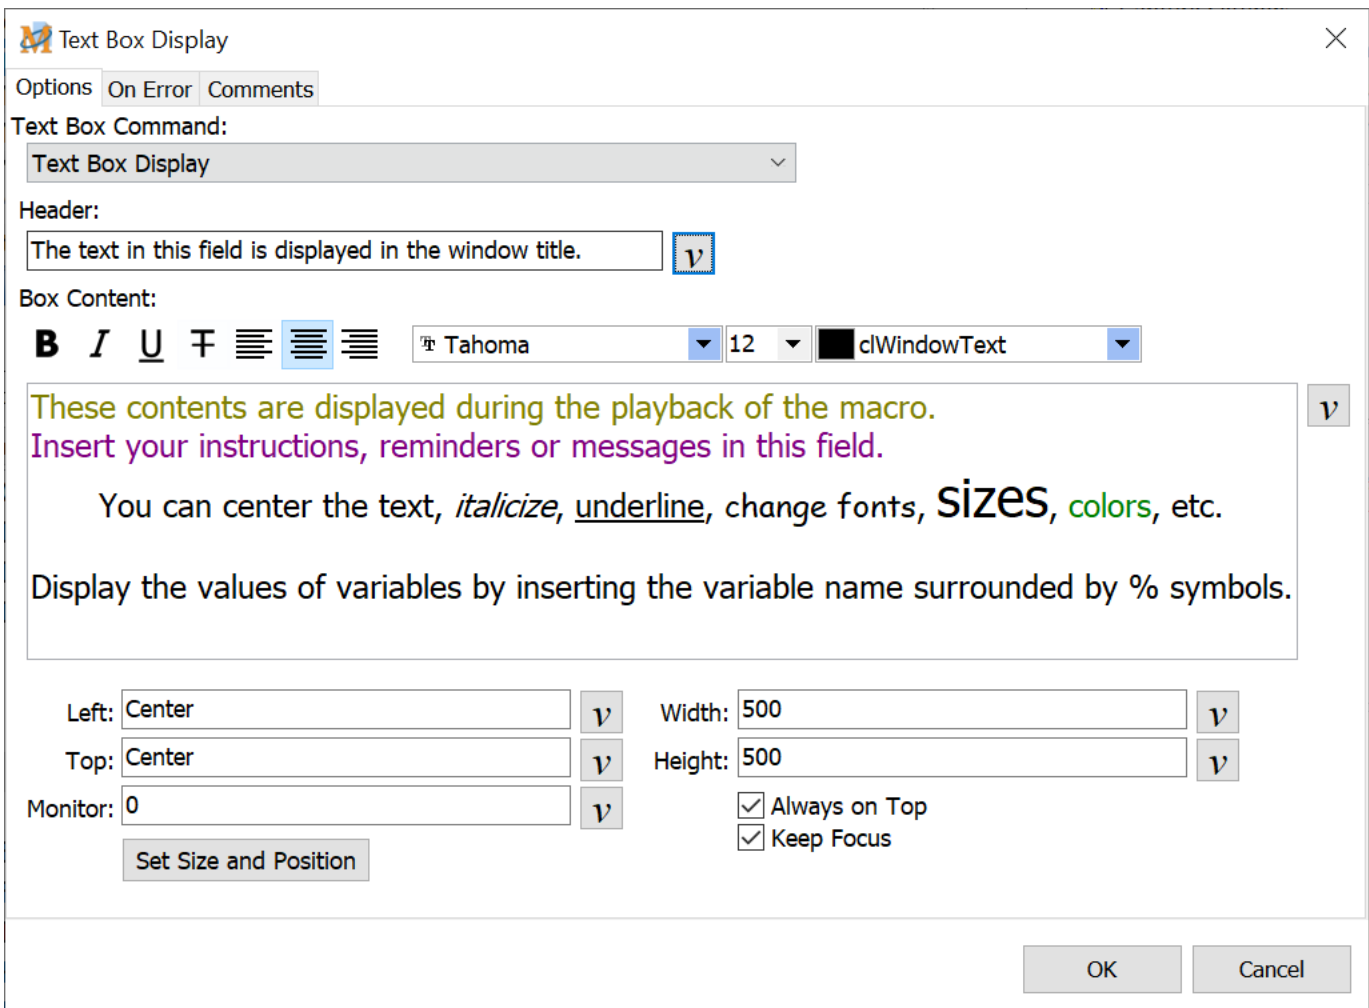 Text Box Display
Options On Error Comments
Text Box Command:
Text Box Display
Header:
The text in this field is displayed in the window title.
v
Box Content:
B I U T Tahoma 12 clWindowText
These contents are displayed during the playback of the macro.
v
Insert your instructions, reminders or messages in this field.
You can center the text, italicize, underline, change fonts, sizes, colors, etc.
Display the values of variables by inserting the variable name surrounded by % symbols.
Left: Center v Width: 500 v
Top: Center v Height: 500 v
Monitor: 0 v Always on Top
Keep Focus
Set Size and Position
OK Cancel